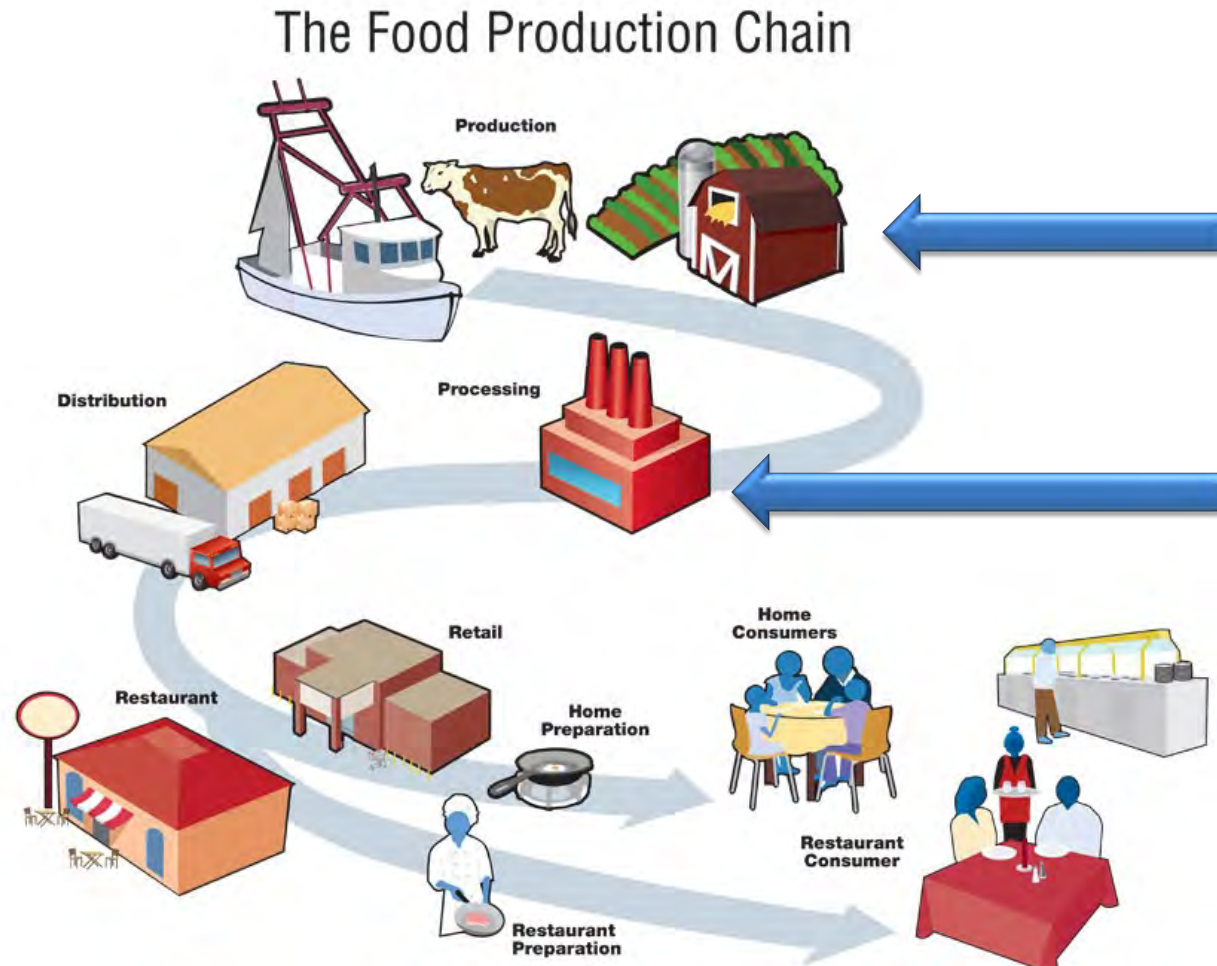 The Food Production Chain
Production
Distribution
Processing
Retail
Home
Consumers
Restaurant
Home
Preparation
Restaurant
Consumer
Restaurant
Preparation